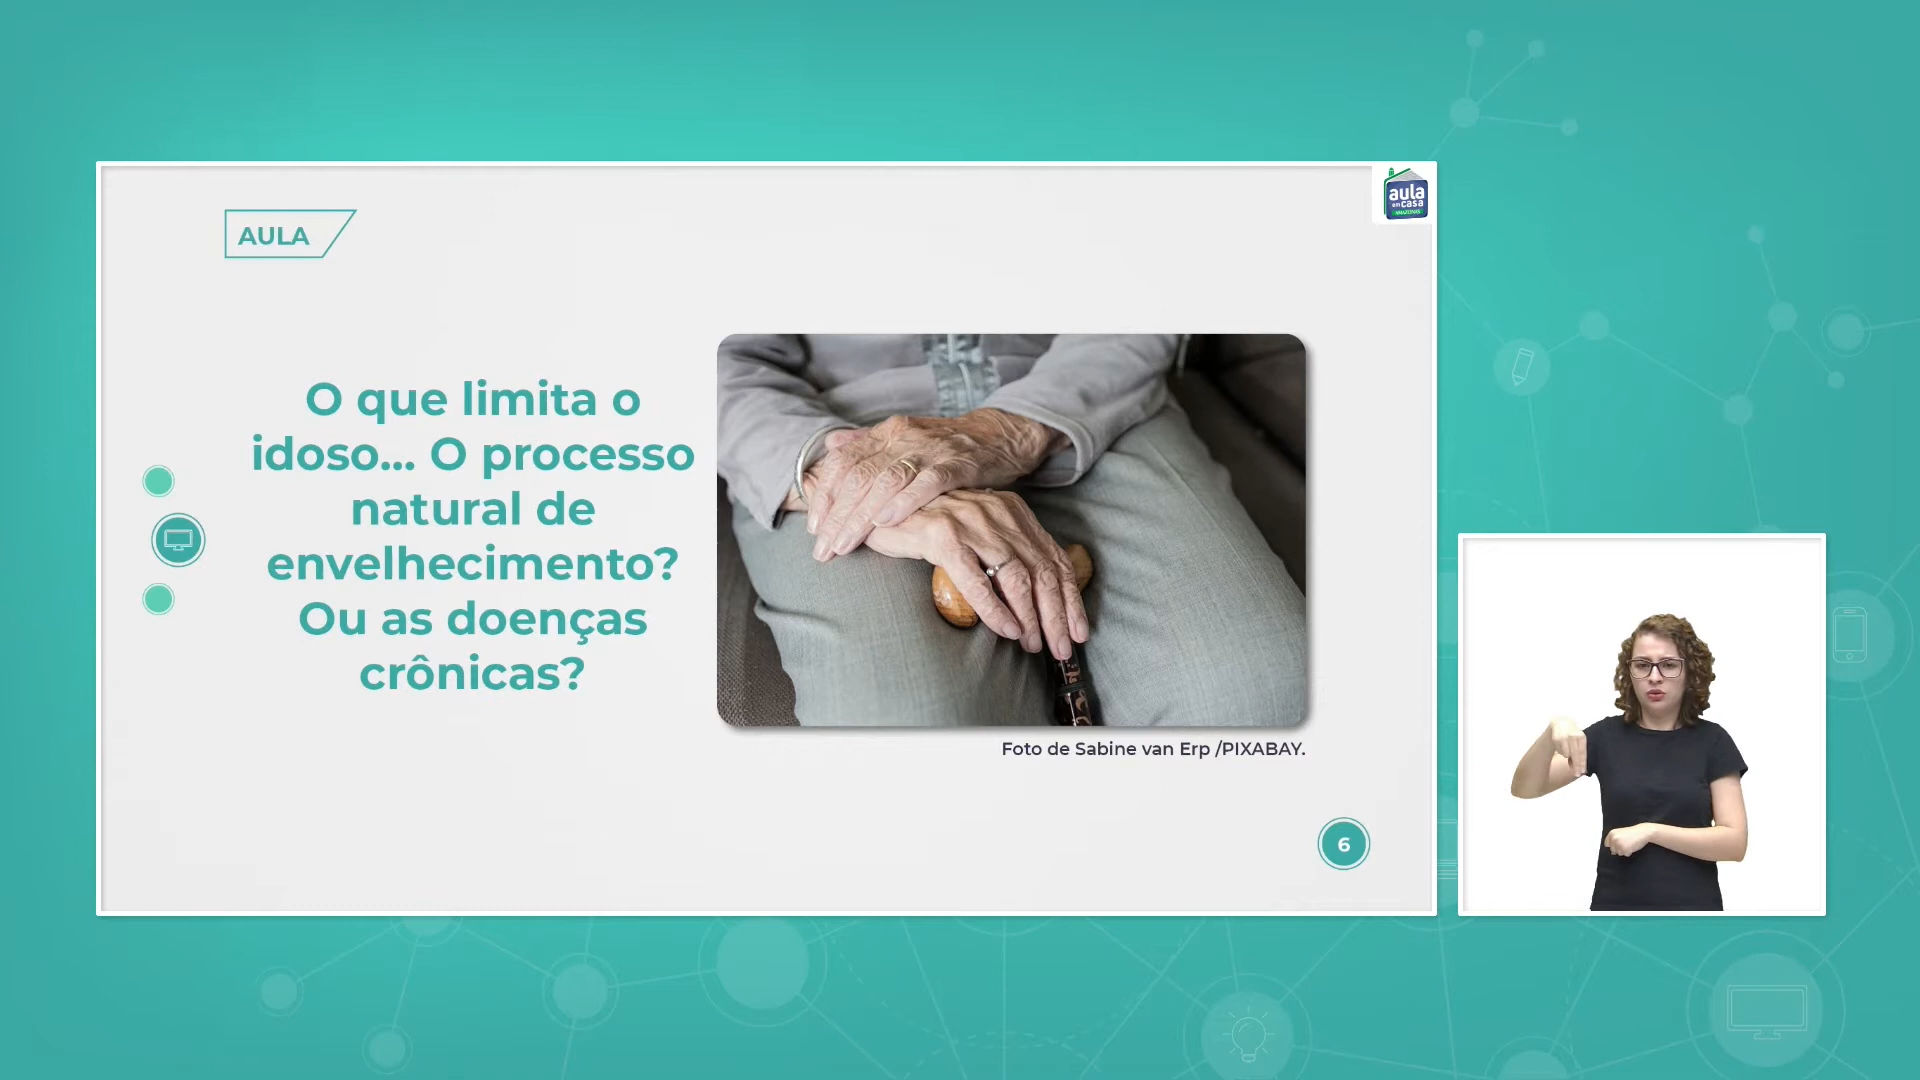 AULA
aula
em casa
AMAZONAS
O que limita o
idoso... O processo
natural de
envelhecimento?
Ou as doenças
crônicas?
Foto de Sabine van Erp /PIXABAY.
6